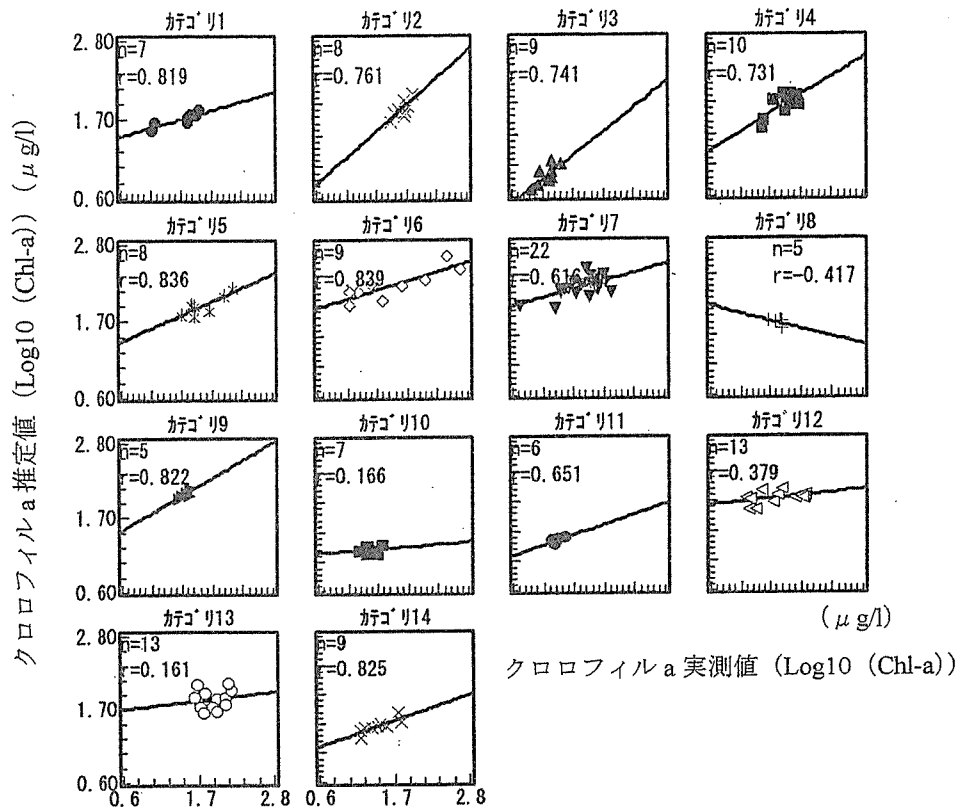 カテゴリ1
カテゴリ2
カテゴリ3
カテゴリ4
2.80
1.70
0.60
n=7
r=0.819
n=8
r=0.761
n=9
r=0.741
n=10
r=0.731
カテゴリ5
カテゴリ6
カテゴリ7
カテゴリ8
2.80
1.70
0.60
n=8
r=0.836
n=9
r=0.839
n=22
r=0.616
n=5
r=-0.417
カテゴリ9
カテゴリ10
カテゴリ11
カテゴリ12
2.80
1.70
0.60
n=5
r=0.822
n=7
r=0.166
n=6
r=0.651
n=13
r=0.379
カテゴリ13
カテゴリ14
2.80
1.70
0.60
n=13
r=0.161
n=9
r=0.825
0.6 1.7 2.8
0.6 1.7 2.8
クロロフィルa推定値（Log10（Chl-a））（μg/l）
（μg/l）
クロロフィルa実測値（Log10（Chl-a））